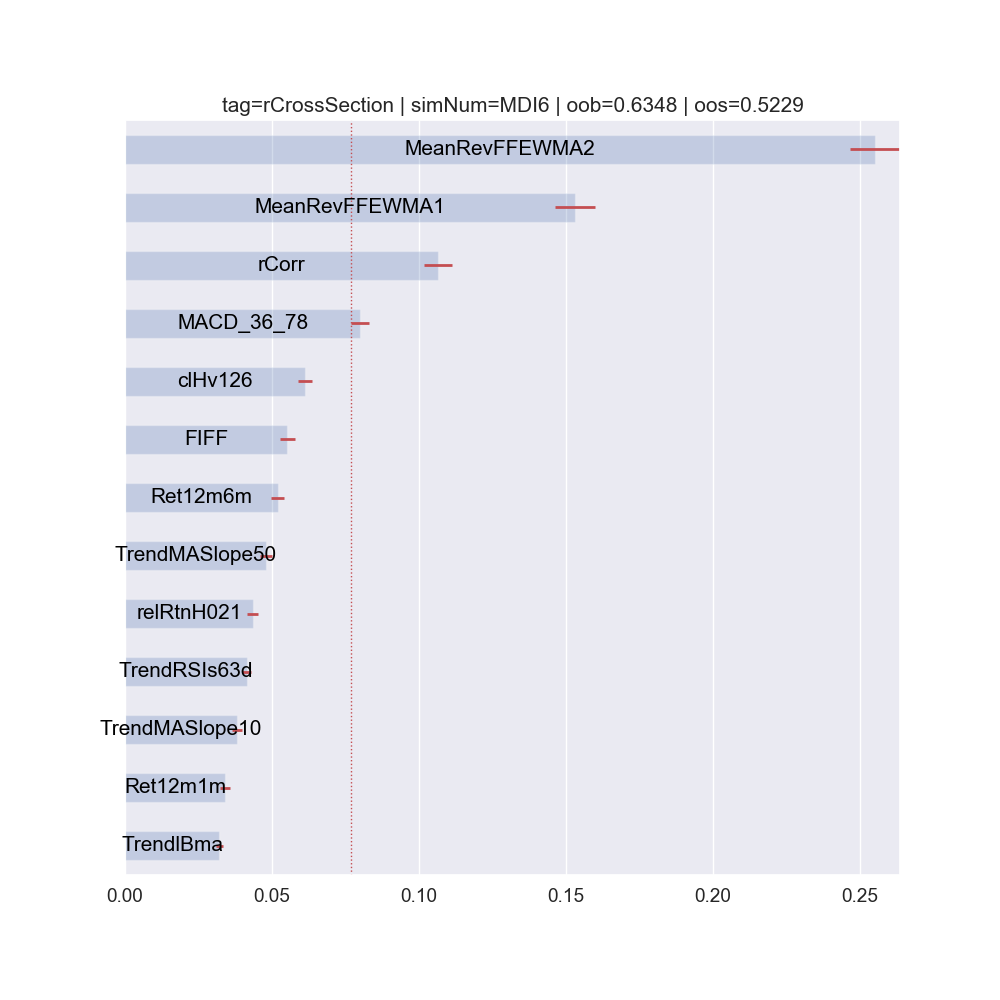 tag=rCrossSection | simNum=MDI6 | oob=0.6348 | oos=0.5229
MeanRevFFEWMA2
MeanRevFFEWMA1
rCorr
MACD_36_78
clHv126
FIFF
Ret12m6m
TrendMASlope50
relRtnH021
TrendRSIs63d
TrendMASlope10
Ret12m1m
TrendIBma
0.00 0.05 0.10 0.15 0.20 0.25